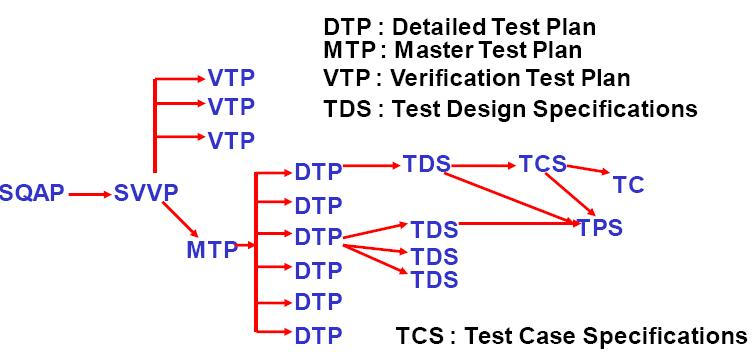 DTP : Detailed Test Plan
MTP : Master Test Plan
VTP : Verification Test Plan
TDS : Test Design Specifications
VTP
VTP
VTP
SQAP
SVVP
MTP
DTP
TDS
TCS
TC
DTP
DTP
TDS
TPS
TDS
DTP
TDS
DTP
DTP
TCS : Test Case Specifications